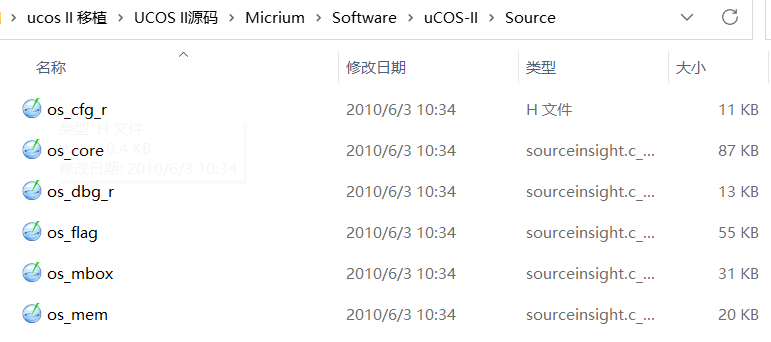 ucos II 移植 > UCOS II源码 > Micrium > Software > uCOS-II > Source
名称 修改日期 类型 大小
os_cfg_r 2010/6/3 10:34 H 文件 11 KB
类型: H 文件
os_core 2010/6/3 10:34 sourceinsight.c_... 87 KB
0.4 KB
修改日期: 2010/6/3 10:34
os_dbg_r 2010/6/3 10:34 sourceinsight.c_... 13 KB
os_flag 2010/6/3 10:34 sourceinsight.c_... 55 KB
os_mbox 2010/6/3 10:34 sourceinsight.c_... 31 KB
os_mem 2010/6/3 10:34 sourceinsight.c_... 20 KB